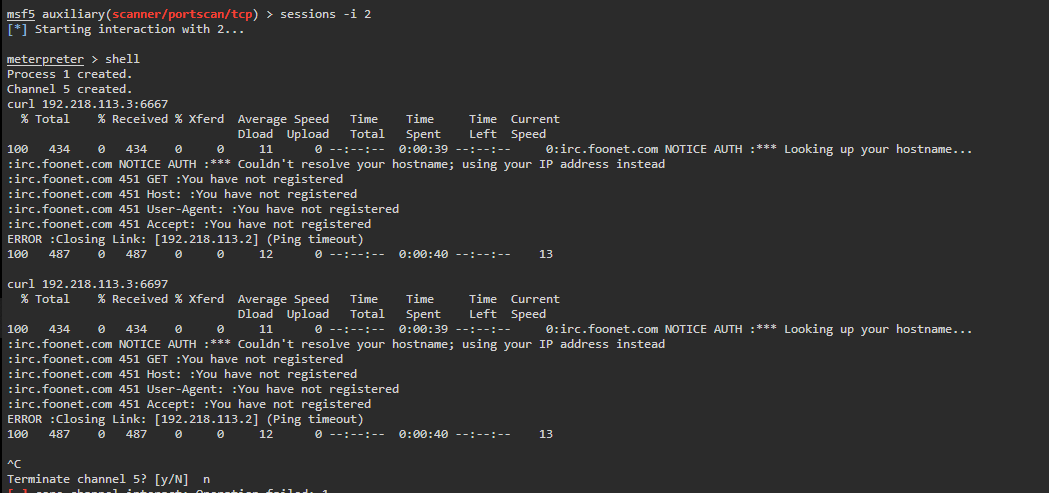 msf5 auxiliary(scanner/portscan/tcp) > sessions -i 2
[*] Starting interaction with 2...
meterpreter > shell
Process 1 created.
Channel 5 created.
curl 192.218.113.3:6667
% Total % Received % Xferd Average Speed Time Time Time Current
Dload Upload Total Spent Left Speed
100 434 0 434 0 0 11 0 --:--:-- 0:00:39 --:--:-- 0:irc.foonet.com NOTICE AUTH :*** Looking up your hostname...
:irc.foonet.com NOTICE AUTH :*** Couldn't resolve your hostname; using your IP address instead
:irc.foonet.com 451 GET :You have not registered
:irc.foonet.com 451 Host: :You have not registered
:irc.foonet.com 451 User-Agent: :You have not registered
:irc.foonet.com 451 Accept: :You have not registered
ERROR :Closing Link: [192.218.113.2] (Ping timeout)
100 487 0 487 0 0 12 0 --:--:-- 0:00:40 --:--:-- 13
curl 192.218.113.3:6697
% Total % Received % Xferd Average Speed Time Time Time Current
Dload Upload Total Spent Left Speed
100 434 0 434 0 0 11 0 --:--:-- 0:00:39 --:--:-- 0:irc.foonet.com NOTICE AUTH :*** Looking up your hostname...
:irc.foonet.com NOTICE AUTH :*** Couldn't resolve your hostname; using your IP address instead
:irc.foonet.com 451 GET :You have not registered
:irc.foonet.com 451 Host: :You have not registered
:irc.foonet.com 451 User-Agent: :You have not registered
:irc.foonet.com 451 Accept: :You have not registered
ERROR :Closing Link: [192.218.113.2] (Ping timeout)
100 487 0 487 0 0 12 0 --:--:-- 0:00:40 --:--:-- 13
^C
Terminate channel 5? [y/N] n